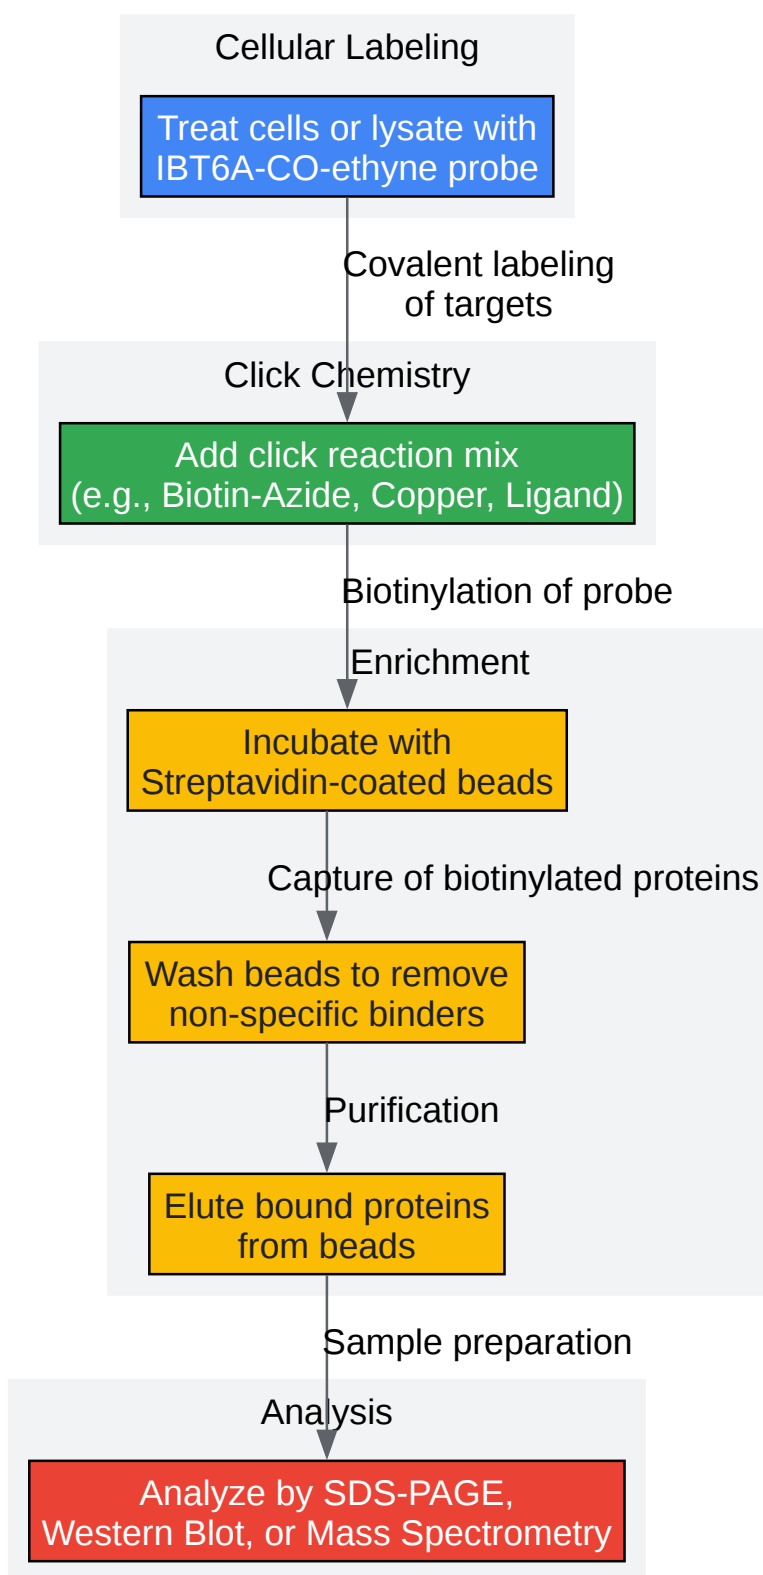 Cellular Labeling
Treat cells or lysate with
IBT6A-CO-ethyne probe
Covalent labeling
of targets
Click Chemistry
Add click reaction mix
(e.g., Biotin-Azide, Copper, Ligand)
Biotinylation of probe
Enrichment
Incubate with
Streptavidin-coated beads
Capture of biotinylated proteins
Wash beads to remove
non-specific binders
Purification
Elute bound proteins
from beads
Sample preparation
Analysis
Analyze by SDS-PAGE,
Western Blot, or Mass Spectrometry